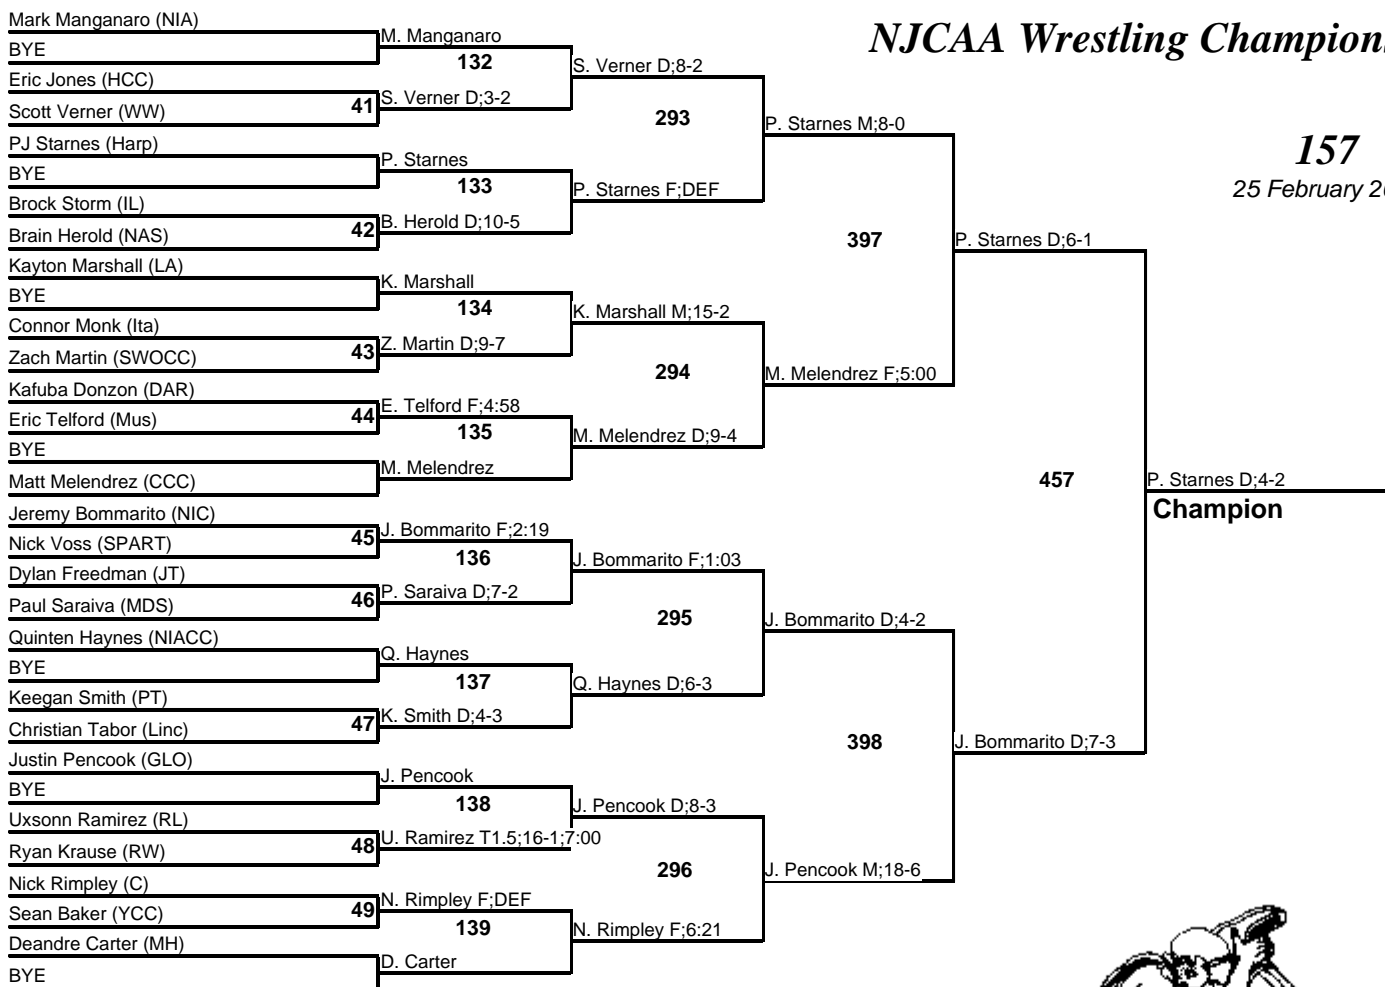 Mark Manganaro (NIA)
BYE
Eric Jones (HCC)
Scott Verner (WW)
PJ Starnes (Harp)
BYE
Brock Storm (IL)
Brain Herold (NAS)
Kayton Marshall (LA)
BYE
Connor Monk (Ita)
Zach Martin (SWOCC)
Kafuba Donzon (DAR)
Eric Telford (Mus)
BYE
Matt Melendrez (CCC)
Jeremy Bommarito (NIC)
Nick Voss (SPART)
Dylan Freedman (JT)
Paul Saraiva (MDS)
Quinten Haynes (NIACC)
BYE
Keegan Smith (PT)
Christian Tabor (Linc)
Justin Pencook (GLO)
BYE
Uxsonn Ramirez (RL)
Ryan Krause (RW)
Nick Rimpley (C)
Sean Baker (YCC)
Deandre Carter (MH)
BYE
41
42
43
44
45
46
47
48
49
M. Manganaro
132
S. Verner D;3-2
P. Starnes
133
B. Herold D;10-5
K. Marshall
134
Z. Martin D;9-7
E. Telford F;4:58
135
M. Melendrez
J. Bommarito F;2:19
136
P. Saraiva D;7-2
Q. Haynes
137
K. Smith D;4-3
J. Pencook
138
U. Ramirez T1.5;16-1;7:00
N. Rimpley F;DEF
139
D. Carter
S. Verner D;8-2
293
P. Starnes F;DEF
K. Marshall M;15-2
294
M. Melendrez D;9-4
J. Bommarito F;1:03
295
Q. Haynes D;6-3
J. Pencook D;8-3
296
N. Rimpley F;6:21
P. Starnes M;8-0
397
M. Melendrez F;5:00
J. Bommarito D;4-2
398
J. Pencook M;18-6
P. Starnes D;6-1
457
J. Bommarito D;7-3
P. Starnes D;4-2
Champion
NJCAA Wrestling Champion
157
25 February 2